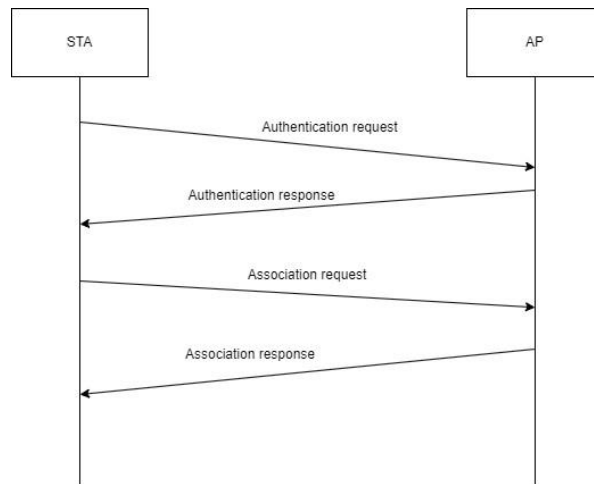 STA
AP
Authentication request
Authentication response
Association request
Association response